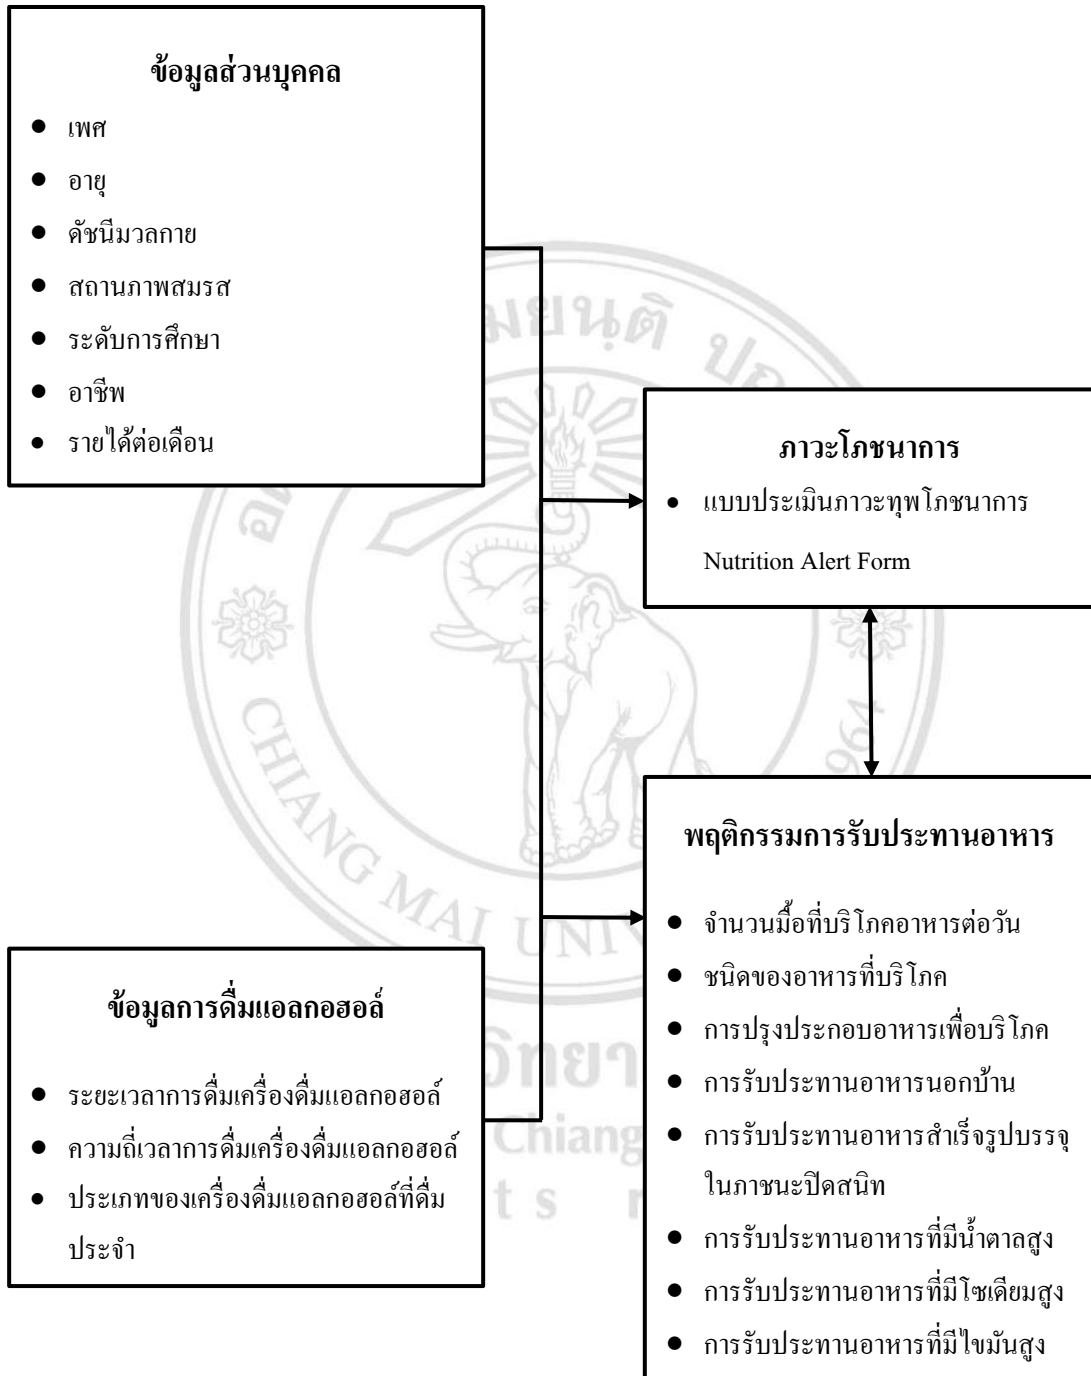 ข้อมูลส่วนบุคคล
เพศ
อายุ
ดัชนีมวลกาย
สถานภาพสมรส
ระดับการศึกษา
อาชีพ
รายได้ต่อเดือน
ภาวะโภชนาการ
แบบประเมินภาวะทุพโภชนาการ
Nutrition Alert Form
พฤติกรรมการรับประทานอาหาร
จำนวนมื้อที่บริโภคอาหารต่อวัน
ชนิดของอาหารที่บริโภค
การปรุงประกอบอาหารเพื่อบริโภค
การรับประทานอาหารนอกบ้าน
การรับประทานอาหารสำเร็จรูปบรรจุ
ในภาชนะปิดสนิท
การรับประทานอาหารที่มีน้ำตาลสูง
การรับประทานอาหารที่มีโซเดียมสูง
การรับประทานอาหารที่มีไขมันสูง
ข้อมูลการดื่มแอลกอฮอล์
ระยะเวลาการดื่มเครื่องดื่มแอลกอฮอล์
ความถี่เวลาการดื่มเครื่องดื่มแอลกอฮอล์
ประเภทของเครื่องดื่มแอลกอฮอล์ที่ดื่ม
ประจำ
CHIANG MAI UNIV
964
Chiang